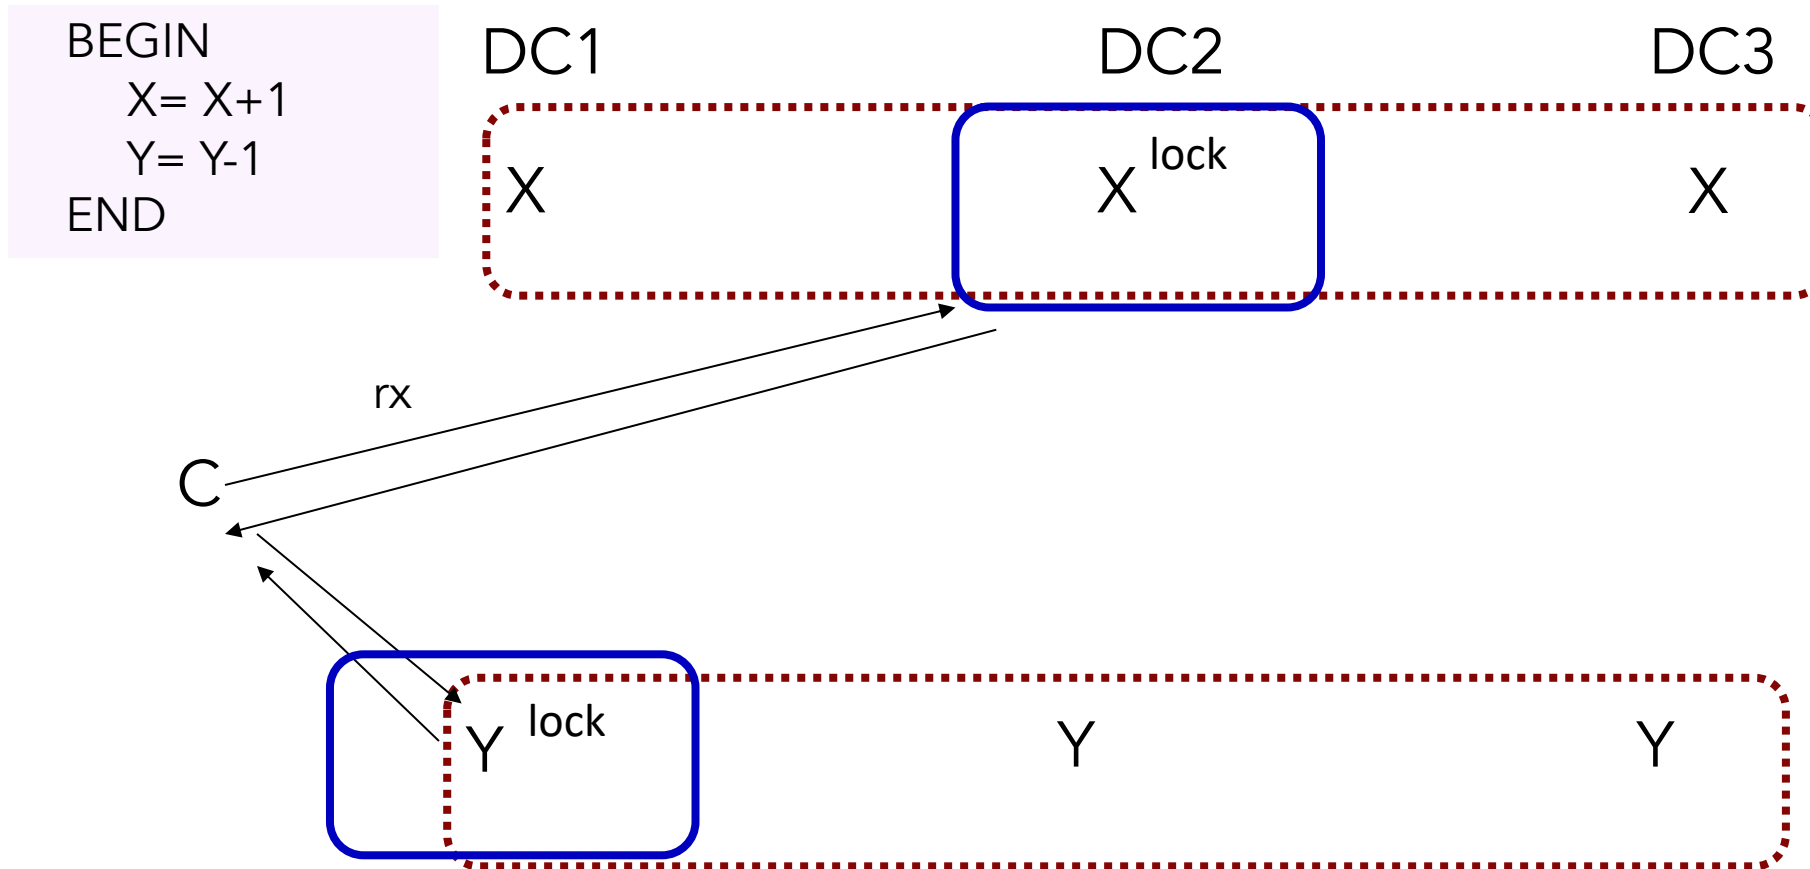 BEGIN
X= X+1
Y= Y-1
END
DC1 DC2 DC3
X X lock X
rx
C
Y lock Y Y